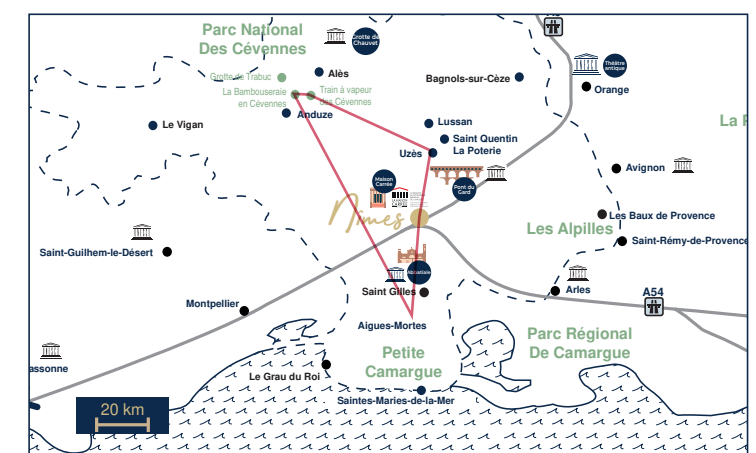 Parc National
Des Cévennes
Grotte de
Chauvet
Grotte de Trabuc
Alès
La Bambouseraie
en Cévennes
Train à vapeur
des Cévennes
Anduze
Bagnols-sur-Cèze
Théâtre
antique
Orange
Le Vigan
Lussan
Saint Quentin
La Poterie
Uzès
La P
Avignon
Maison
Carrée
Pont du
Gard
Nîmes
Les Baux de Provence
Les Alpilles
Saint-Rémy-de-Provence
Saint-Guilhem-le-Désert
Abbatiale
Saint Gilles
Arles
A54
Montpellier
Aigues-Mortes
Parc Régional
De Camargue
Petite
Camargue
assonne
Le Grau du Roi
Saintes-Maries-de-la-Mer
20 km